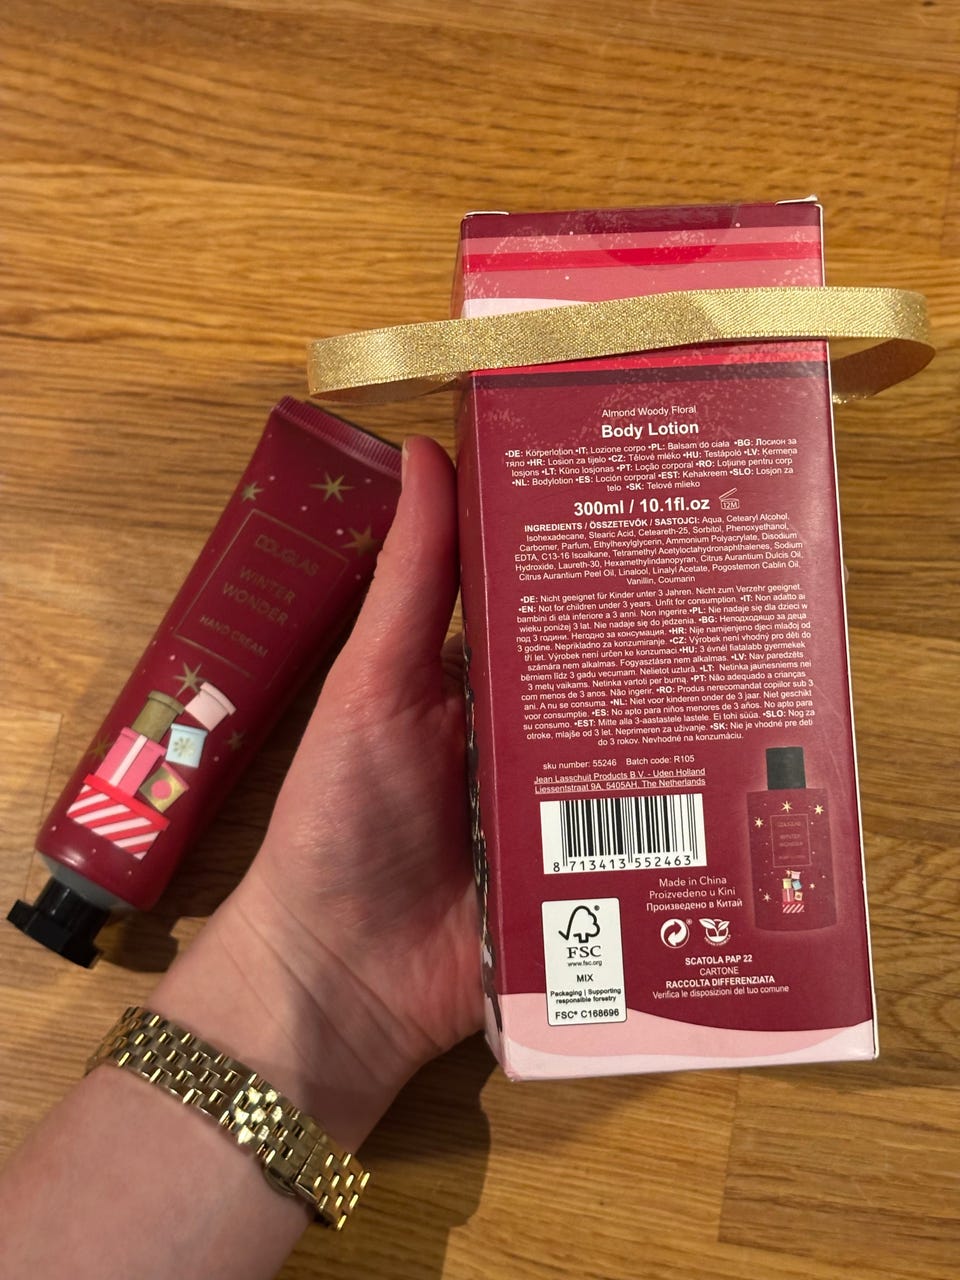 DOUGLAS
WINTER
WONDER
HAND CREAM
Almond Woody Floral
Body Lotion
•DE: Körperlotion •IT: Lozione corpo •PL: Balsam do ciała •BG: Лосион за
тяло •HR: Losion za tijelo •CZ: Tělové mléko •HU: Testápoló •LV: Ķermeņa
losjons •LT: Kūno losjonas •PT: Loção corporal •RO: Loțiune pentru corp
•NL: Bodylotion •ES: Loción corporal •EST: Kehakreem •SLO: Losjon za
telo •SK: Telové mlieko
300ml / 10.1fl.oz 12M
INGREDIENTS / ÖSSZETEVŐK / SASTOJCI: Aqua, Cetearyl Alcohol,
Isohexadecane, Stearic Acid, Ceteareth-25, Sorbitol, Phenoxyethanol,
Carbomer, Parfum, Ethylhexylglycerin, Ammonium Polyacrylate, Disodium
EDTA, C13-16 Isoalkane, Tetramethyl Acetyloctahydronaphthalenes, Sodium
Hydroxide, Laureth-30, Hexamethylindanopyran, Citrus Aurantium Dulcis Oil,
Citrus Aurantium Peel Oil, Linalool, Linalyl Acetate, Pogostemon Cablin Oil,
Vanillin, Coumarin
•DE: Nicht geeignet für Kinder unter 3 Jahren. Nicht zum Verzehr geeignet.
•EN: Not for children under 3 years. Unfit for consumption. •IT: Non adatto ai
bambini di età inferiore a 3 anni. Non ingerire.•PL: Nie nadaje się dla dzieci w
wieku poniżej 3 lat. Nie nadaje się do jedzenia. •BG: Неподходящо за деца
под 3 години. Негодно за консумация. •HR: Nije namijenjeno djeci mlađoj od
3 godine. Neprikladno za konzumiranje. •CZ: Výrobek není vhodný pro děti do
tří let. Výrobek není určen ke konzumaci.•HU: 3 évnél fiatalabb gyermekek
számára nem alkalmas. Fogyasztásra nem alkalmas. •LV: Nav paredzēts
bērniem līdz 3 gadu vecumam. Nelietot uzturā. •LT: Netinka jaunesniems nei
3 metų vaikams. Netinka vartoti per burną. •PT: Não adequado a crianças
com menos de 3 anos. Não ingerir. •RO: Produs nerecomandat copiilor sub 3
ani. A nu se consuma. •NL: Niet voor kinderen onder de 3 jaar. Niet geschikt
voor consumptie. •ES: No apto para niños menores de 3 años. No apto para
su consumo. •EST: Mitte alla 3-aastastele lastele. Ei tohi süüa. •SLO: Ni za
otroke, mlajše od 3 let. Neprimeren za uživanje. •SK: Nie je vhodné pre deti
do 3 rokov. Nevhodné na konzumáciu.
sku number: 55246 Batch code: R105
Jean Lasschuit Products B.V. - Uden Holland
Liessentstraat 9A, 5405AH, The Netherlands
8 713413 552463
Made in China
Proizvedeno u Kini
Произведено в Китай
DOUGLAS
WINTER
WONDER
FSC
www.fsc.org
MIX
Packaging | Supporting
responsible forestry
FSC® C168696
SCATOLA PAP 22
CARTONE
RACCOLTA DIFFERENZIATA
Verifica le disposizioni del tuo comune